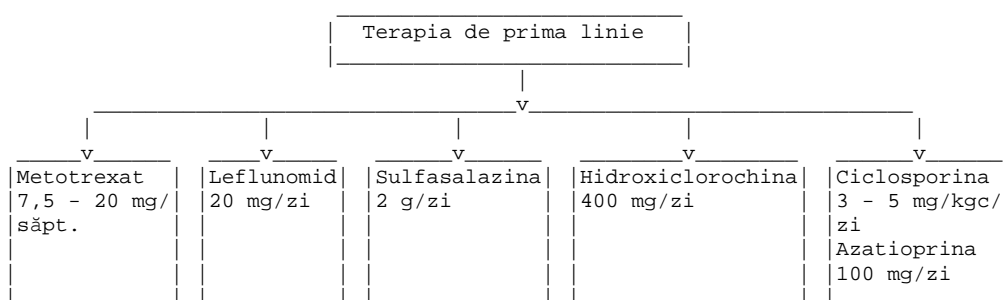 Terapia de prima linie
Metotrexat
7,5 - 20 mg/
săpt.
Leflunomid
20 mg/zi
Sulfasalazina
2 g/zi
Hidroxiclorochina
400 mg/zi
Ciclosporina
3 - 5 mg/kgc/
zi
Azatioprina
100 mg/zi